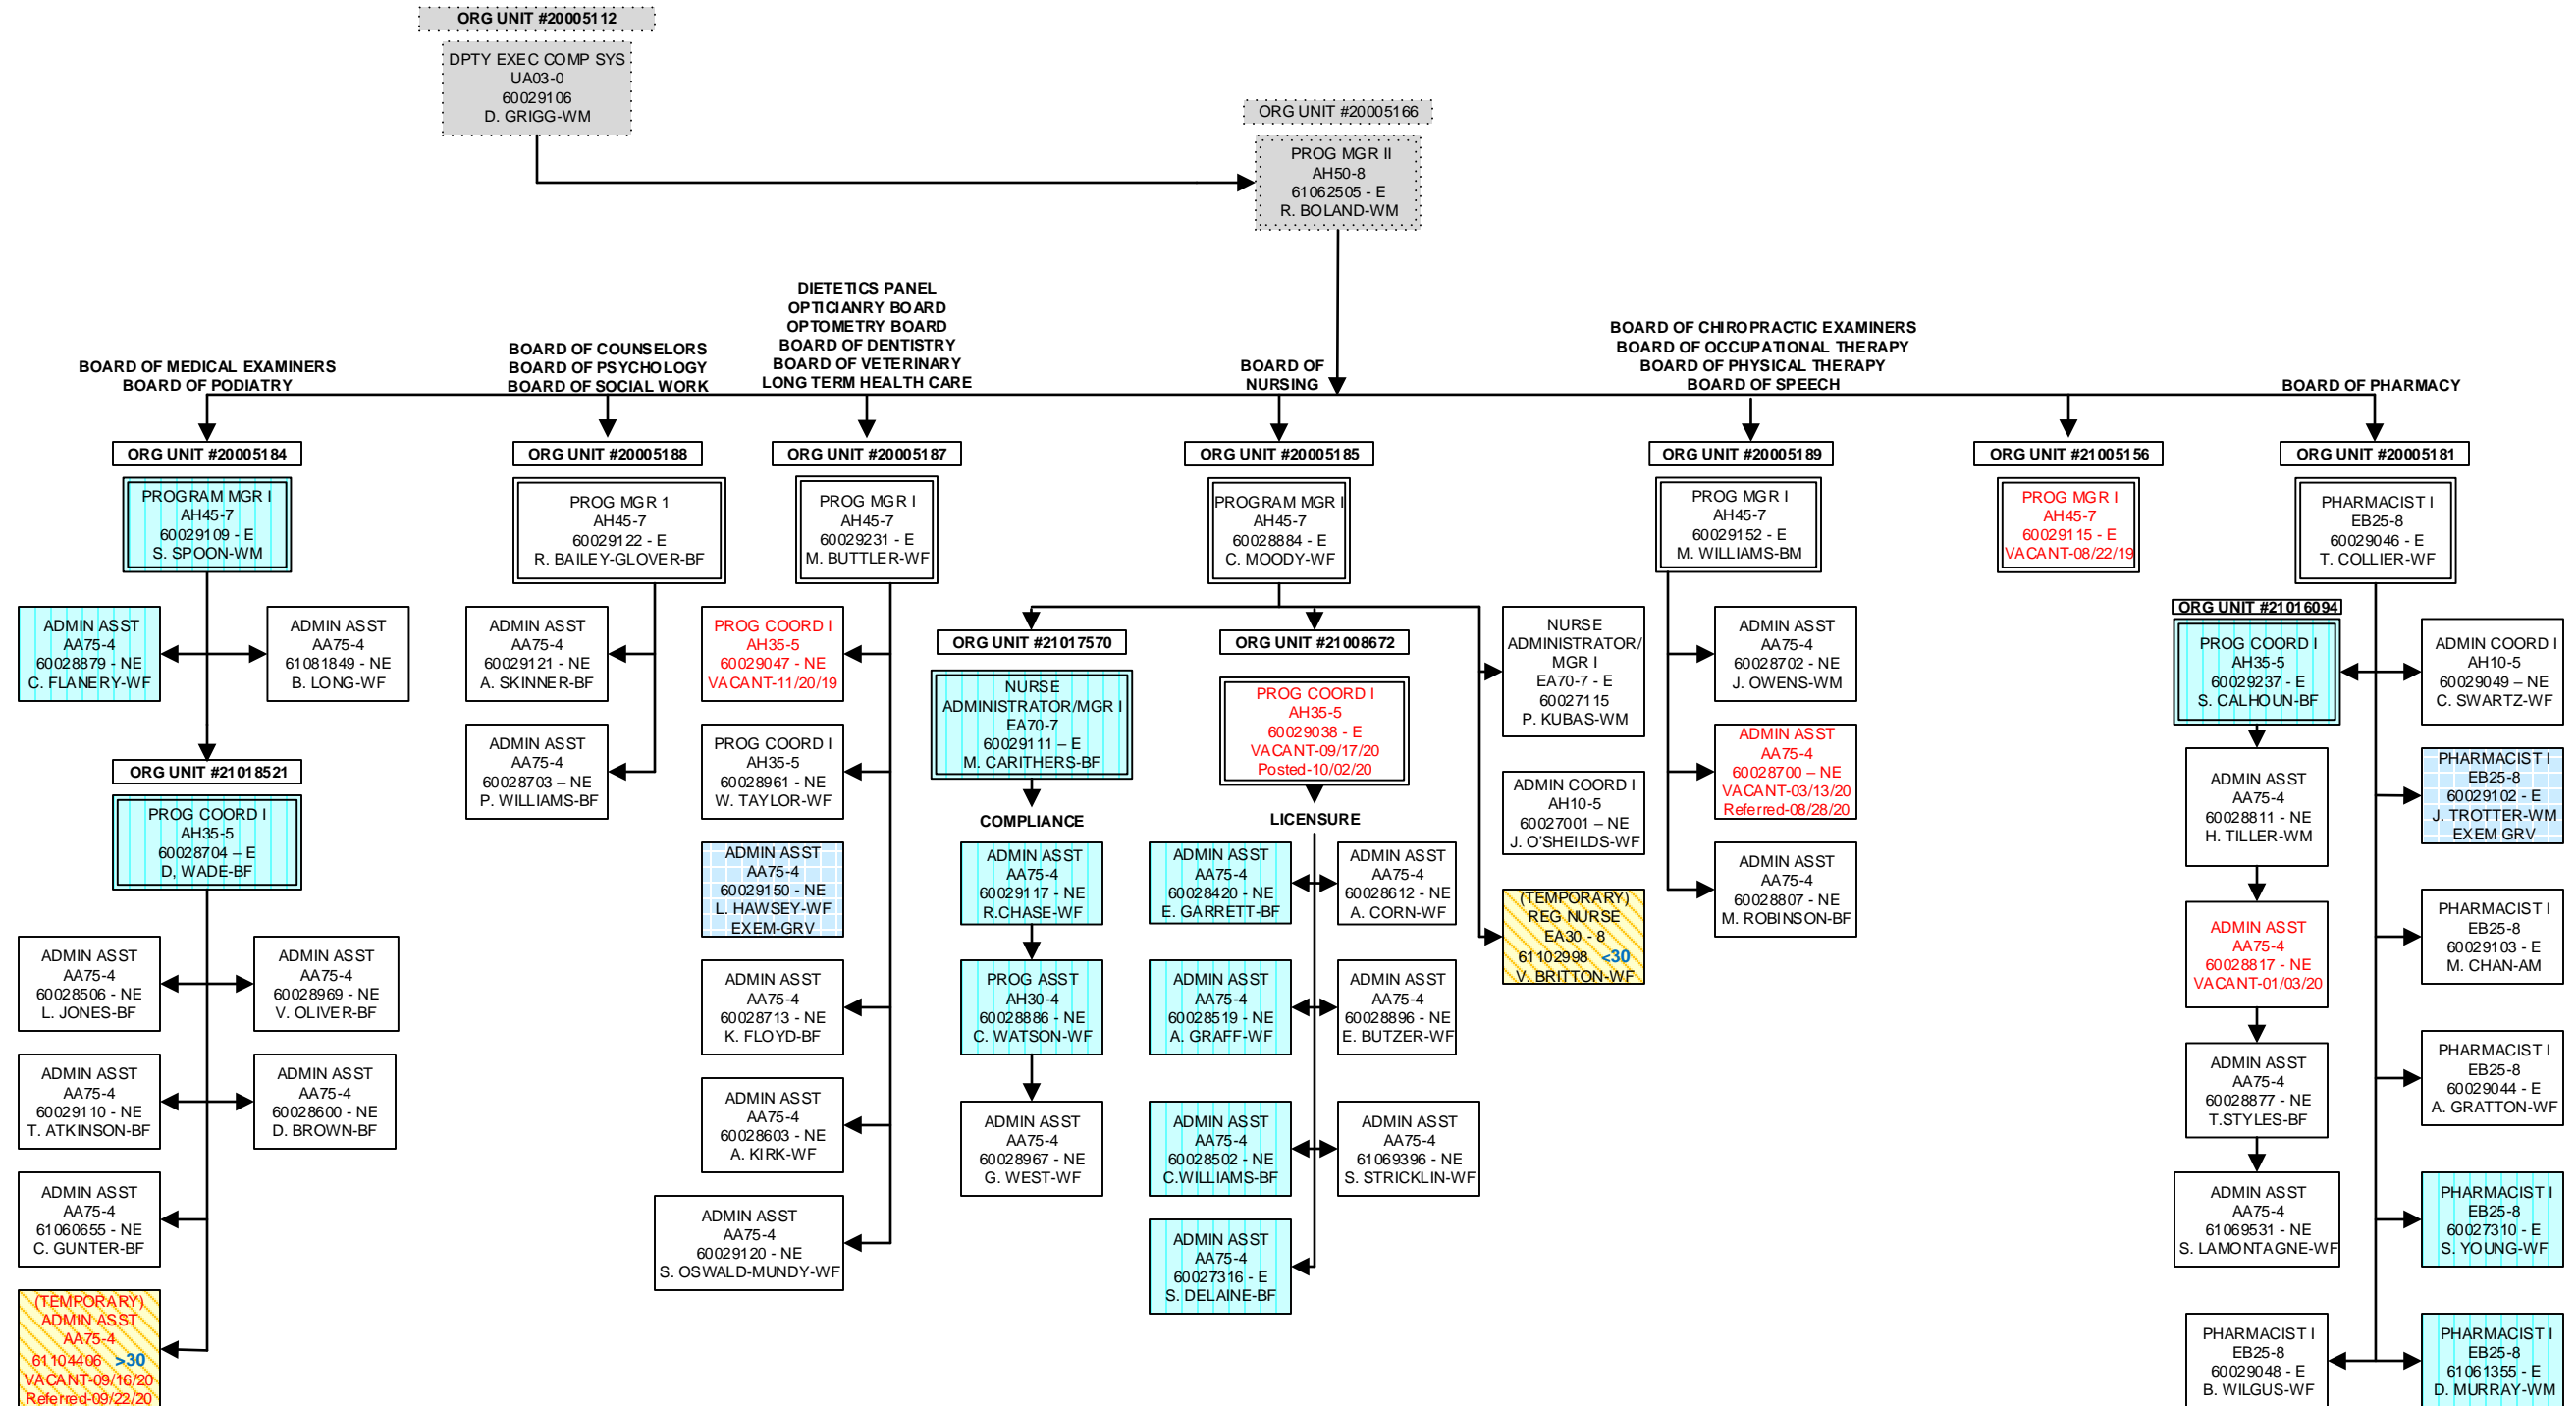 ORG UNIT #20005112
DPTY EXEC COMP SYS
UA03-0
60029106
D. GRIGG-WM
ORG UNIT #20005166
PROG MGR II
AH50-8
61062505 - E
R. BOLAND-WM
BOARD OF MEDICAL EXAMINERS
BOARD OF PODIATRY
BOARD OF COUNSELORS
BOARD OF PSYCHOLOGY
BOARD OF SOCIAL WORK
DIETETICS PANEL
OPTICIANRY BOARD
OPTOMETRY BOARD
BOARD OF DENTISTRY
BOARD OF VETERINARY
LONG TERM HEALTH CARE
BOARD OF
NURSING
BOARD OF CHIROPRACTIC EXAMINERS
BOARD OF OCCUPATIONAL THERAPY
BOARD OF PHYSICAL THERAPY
BOARD OF SPEECH
BOARD OF PHARMACY
ORG UNIT #20005184
PROGRAM MGR I
AH45-7
60029109 - E
S. SPOON-WM
ADMIN ASST
AA75-4
60028879 - NE
C. FLANERY-WF
ADMIN ASST
AA75-4
61081849 - NE
B. LONG-WF
ORG UNIT #21018521
PROG COORD I
AH35-5
60028704 – E
D, WADE-BF
ADMIN ASST
AA75-4
60028506 - NE
L. JONES-BF
ADMIN ASST
AA75-4
60028969 - NE
V. OLIVER-BF
ADMIN ASST
AA75-4
60029110 - NE
T. ATKINSON-BF
ADMIN ASST
AA75-4
60028600 - NE
D. BROWN-BF
ADMIN ASST
AA75-4
61060655 - NE
C. GUNTER-BF
(TEMPORARY)
ADMIN ASST
AA75-4
61104406 >30
VACANT-09/16/20
Referred-09/22/20
ORG UNIT #20005188
PROG MGR 1
AH45-7
60029122 - E
R. BAILEY-GLOVER-BF
ADMIN ASST
AA75-4
60029121 - NE
A. SKINNER-BF
ADMIN ASST
AA75-4
60028703 – NE
P. WILLIAMS-BF
ORG UNIT #20005187
PROG MGR I
AH45-7
60029231 - E
M. BUTTLER-WF
PROG COORD I
AH35-5
60029047 - NE
VACANT-11/20/19
PROG COORD I
AH35-5
60028961 - NE
W. TAYLOR-WF
ADMIN ASST
AA75-4
60029150 - NE
L. HAWSEY-WF
EXEM-GRV
ADMIN ASST
AA75-4
60028713 - NE
K. FLOYD-BF
ADMIN ASST
AA75-4
60028603 - NE
A. KIRK-WF
ADMIN ASST
AA75-4
60029120 - NE
S. OSWALD-MUNDY-WF
ORG UNIT #20005185
PROGRAM MGR I
AH45-7
60028884 - E
C. MOODY-WF
ORG UNIT #21017570
NURSE
ADMINISTRATOR/MGR I
EA70-7
60029111 – E
M. CARITHERS-BF
COMPLIANCE
ADMIN ASST
AA75-4
60029117 - NE
R.CHASE-WF
PROG ASST
AH30-4
60028886 - NE
C. WATSON-WF
ADMIN ASST
AA75-4
60028967 - NE
G. WEST-WF
ORG UNIT #21008672
PROG COORD I
AH35-5
60029038 - E
VACANT-09/17/20
Posted-10/02/20
LICENSURE
ADMIN ASST
AA75-4
60028420 - NE
E. GARRETT-BF
ADMIN ASST
AA75-4
60028612 - NE
A. CORN-WF
ADMIN ASST
AA75-4
60028519 - NE
A. GRAFF-WF
ADMIN ASST
AA75-4
60028896 - NE
E. BUTZER-WF
ADMIN ASST
AA75-4
60028502 - NE
C.WILLIAMS-BF
ADMIN ASST
AA75-4
61069396 - NE
S. STRICKLIN-WF
ADMIN ASST
AA75-4
60027316 - E
S. DELAINE-BF
NURSE
ADMINISTRATOR/
MGR I
EA70-7 - E
60027115
P. KUBAS-WM
ADMIN COORD I
AH10-5
60027001 – NE
J. O'SHEILDS-WF
(TEMPORARY)
REG NURSE
EA30 - 8
61102998 <30
V. BRITTON-WF
ORG UNIT #20005189
PROG MGR I
AH45-7
60029152 - E
M. WILLIAMS-BM
ADMIN ASST
AA75-4
60028702 - NE
J. OWENS-WM
ADMIN ASST
AA75-4
60028700 – NE
VACANT-03/13/20
Referred-08/28/20
ADMIN ASST
AA75-4
60028807 - NE
M. ROBINSON-BF
ORG UNIT #21005156
PROG MGR I
AH45-7
60029115 - E
VACANT-08/22/19
ORG UNIT #20005181
PHARMACIST I
EB25-8
60029046 - E
T. COLLIER-WF
ORG UNIT #21016094
PROG COORD I
AH35-5
60029237 - E
S. CALHOUN-BF
ADMIN COORD I
AH10-5
60029049 – NE
C. SWARTZ-WF
ADMIN ASST
AA75-4
60028811 - NE
H. TILLER-WM
PHARMACIST I
EB25-8
60029102 - E
J. TROTTER-WM
EXEM GRV
ADMIN ASST
AA75-4
60028817 - NE
VACANT-01/03/20
PHARMACIST I
EB25-8
60029103 - E
M. CHAN-AM
ADMIN ASST
AA75-4
60028877 - NE
T.STYLES-BF
PHARMACIST I
EB25-8
60029044 - E
A. GRATTON-WF
ADMIN ASST
AA75-4
61069531 - NE
S. LAMONTAGNE-WF
PHARMACIST I
EB25-8
60027310 - E
S. YOUNG-WF
PHARMACIST I
EB25-8
60029048 - E
B. WILGUS-WF
PHARMACIST I
EB25-8
61061355 - E
D. MURRAY-WM